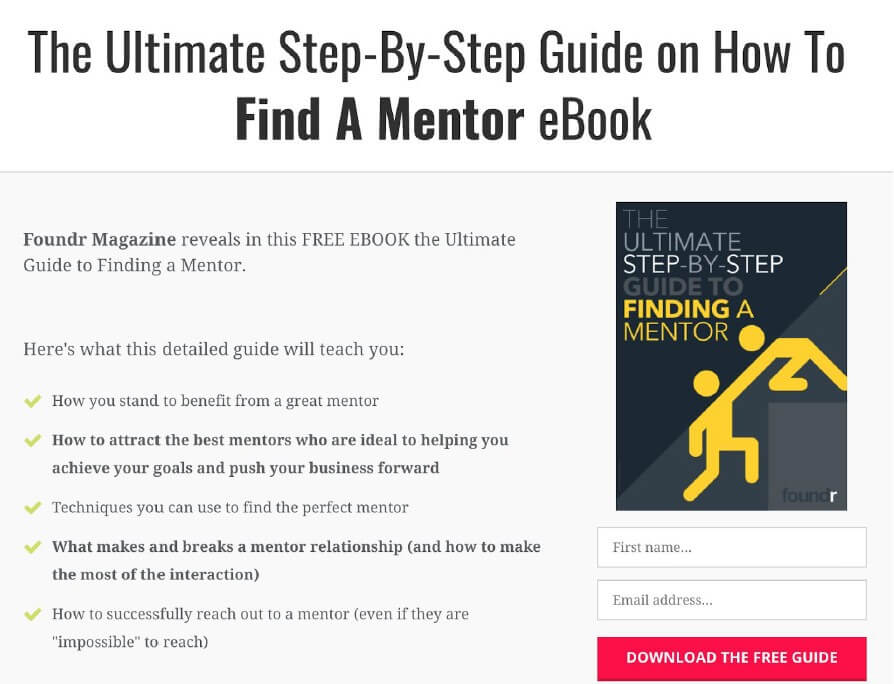 The Ultimate Step-By-Step Guide on How To
Find A Mentor eBook
Foundr Magazine reveals in this FREE EBOOK the Ultimate
Guide to Finding a Mentor.
Here's what this detailed guide will teach you:
How you stand to benefit from a great mentor
How to attract the best mentors who are ideal to helping you
achieve your goals and push your business forward
Techniques you can use to find the perfect mentor
What makes and breaks a mentor relationship (and how to make
the most of the interaction)
How to successfully reach out to a mentor (even if they are
"impossible" to reach)
THE
ULTIMATE
STEP-BY-STEP
GUIDE TO
FINDING A
MENTOR
foundr
First name...
Email address...
DOWNLOAD THE FREE GUIDE